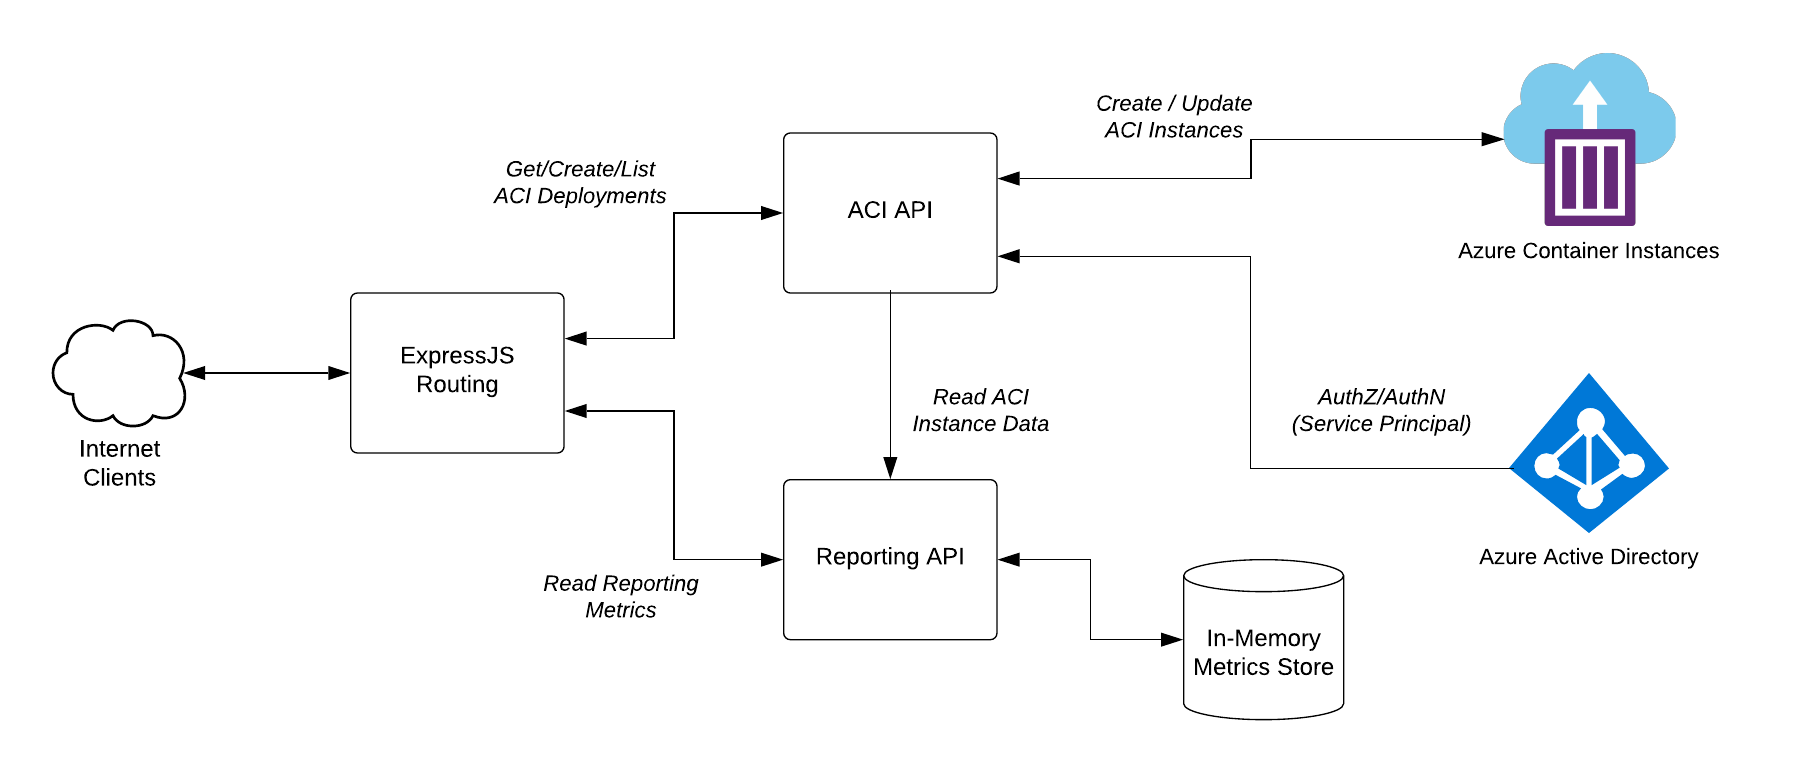 Create / Update
ACI Instances
Get/Create/List
ACI Deployments
ACI API
Azure Container Instances
ExpressJS
Routing
Internet
Clients
Read ACI
Instance Data
AuthZ/AuthN
(Service Principal)
Reporting API
Azure Active Directory
Read Reporting
Metrics
In-Memory
Metrics Store